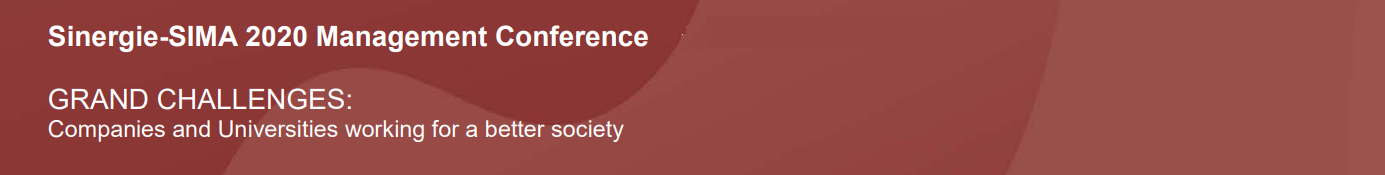 Sinergie-SIMA 2020 Management Conference
GRAND CHALLENGES:
Companies and Universities working for a better society